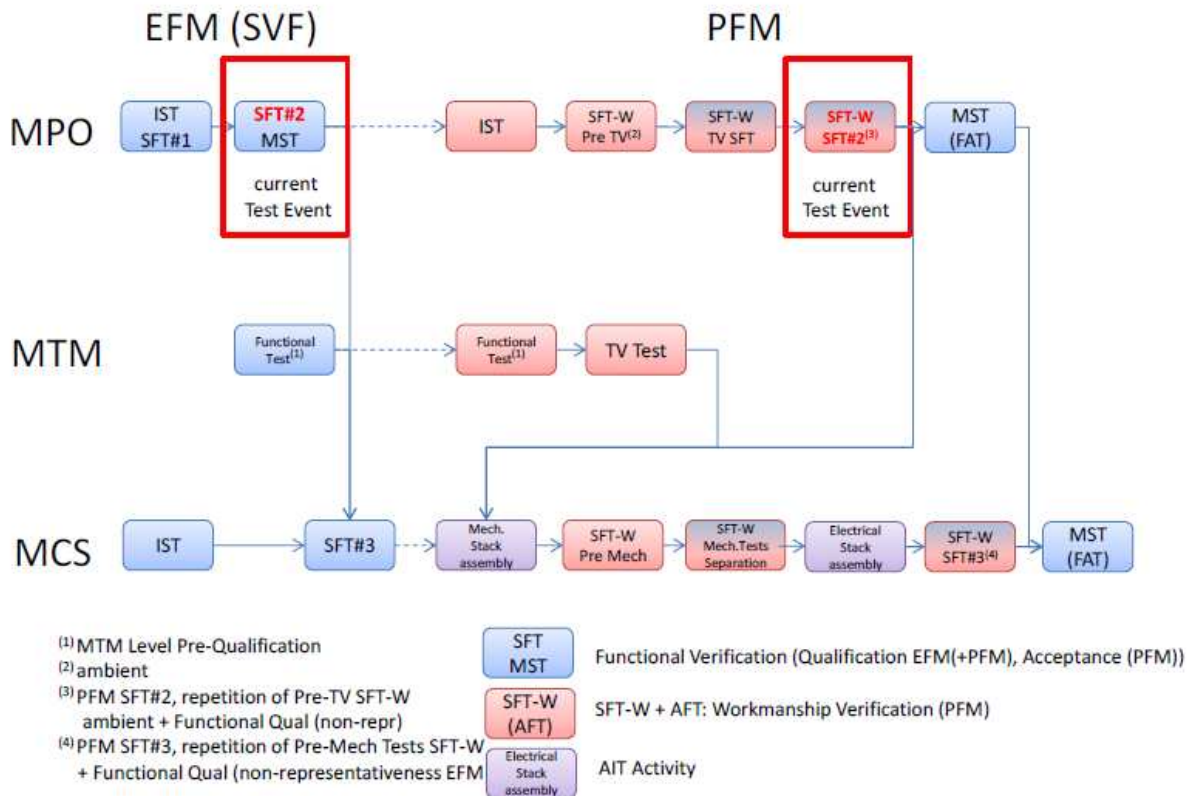 EFM (SVF)
PFM
MPO
IST
SFT#1
SFT#2
MST
current
Test Event
IST
SFT-W
Pre TV(2)
SFT-W
TV SFT
SFT-W
SFT#2(3)
current
Test Event
MST
(FAT)
MTM
Functional
Test(1)
Functional
Test(1)
TV Test
MCS
IST
SFT#3
Mech.
Stack
assembly
SFT-W
Pre Mech
SFT-W
Mech.Tests
Separation
Electrical
Stack
assembly
SFT-W
SFT#3(4)
MST
(FAT)
(1) MTM Level Pre-Qualification
(2) ambient
(3) PFM SFT#2, repetition of Pre-TV SFT-W
ambient + Functional Qual (non-repr)
(4) PFM SFT#3, repetition of Pre-Mech Tests SFT-W
+ Functional Qual (non-representativeness EFM
SFT
MST
Functional Verification (Qualification EFM(+PFM), Acceptance (PFM))
SFT-W
(AFT)
SFT-W + AFT: Workmanship Verification (PFM)
Electrical
Stack
assembly
AIT Activity